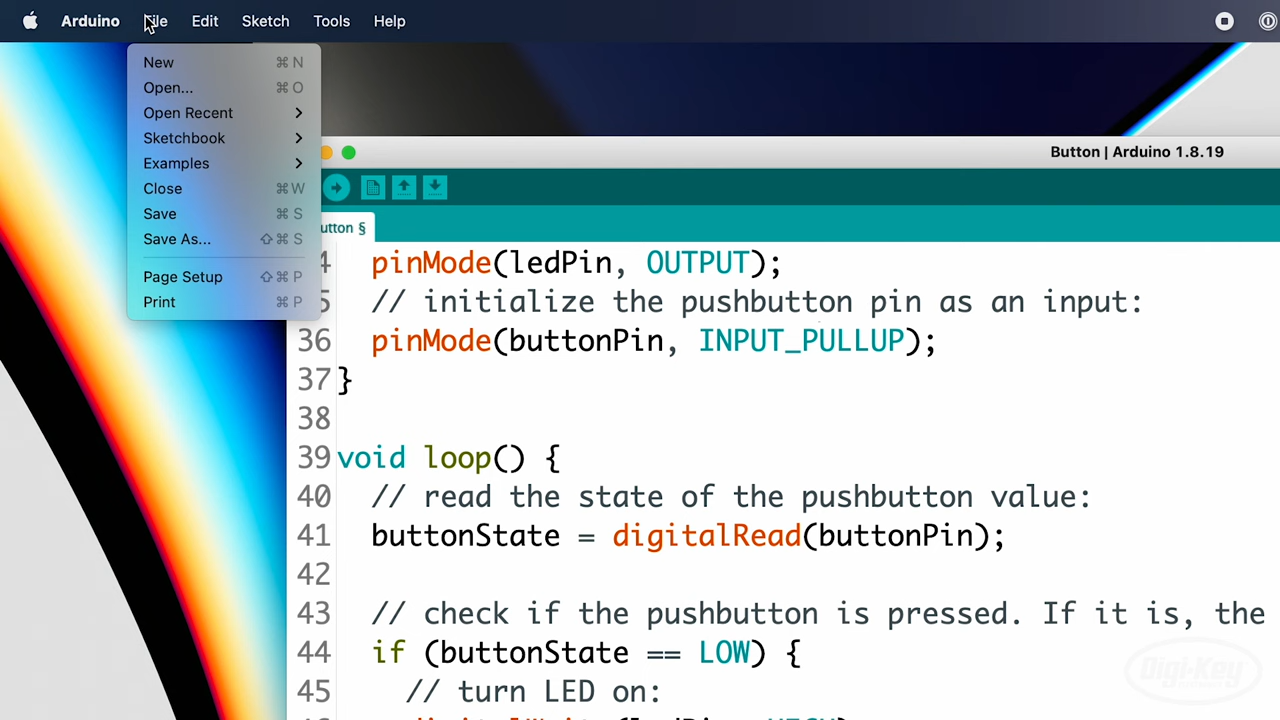 Arduino File Edit Sketch Tools Help
New ⌘ N
Open... ⌘ O
Open Recent
Sketchbook
Examples
Close ⌘ W
Save ⌘ S
Save As... ⇧ ⌘ S
Page Setup ⇧ ⌘ P
Print ⌘ P
Button | Arduino 1.8.19
utton §
4 pinMode(ledPin, OUTPUT);
5 // initialize the pushbutton pin as an input:
36 pinMode(buttonPin, INPUT_PULLUP);
37 }
38
39 void loop() {
40 // read the state of the pushbutton value:
41 buttonState = digitalRead(buttonPin);
42
43 // check if the pushbutton is pressed. If it is, the
44 if (buttonState == LOW) {
45 // turn LED on:
Digi-Key